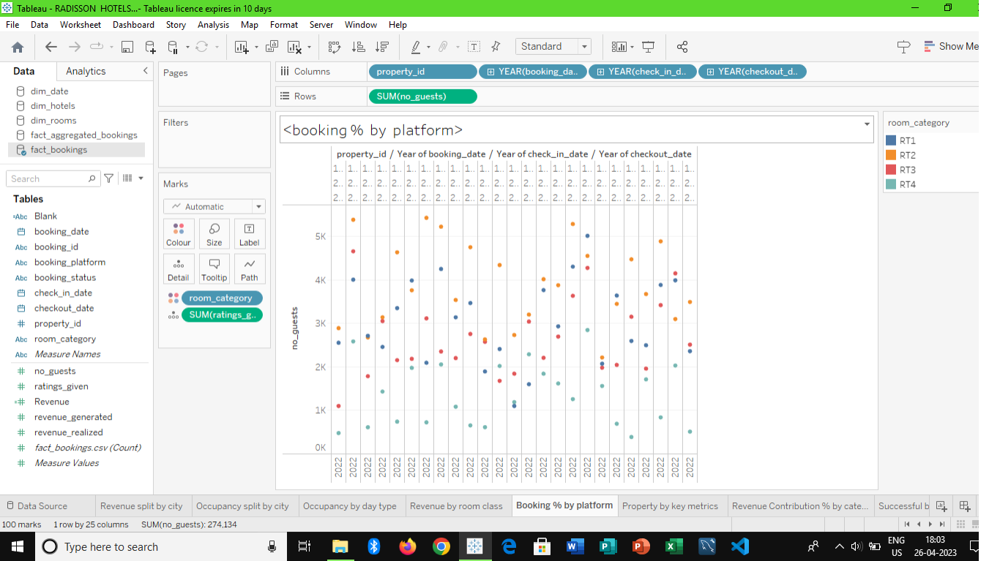 Tableau - RADISSON HOTELS...- Tableau licence expires in 10 days
File Data Worksheet Dashboard Story Analysis Map Format Server Window Help
Standard
Show Me
Data Analytics
dim_date
dim_hotels
dim_rooms
fact_aggregated_bookings
fact_bookings
Search
Tables
Abc Blank
booking_date
Abc booking_id
Abc booking_platform
Abc booking_status
check_in_date
checkout_date
# property_id
Abc room_category
Abc Measure Names
# no_guests
# ratings_given
=# Revenue
# revenue_generated
# revenue_realized
# fact_bookings.csv (Count)
# Measure Values
Pages
Filters
Marks
Automatic
Colour Size Label
Detail Tooltip Path
room_category
SUM(ratings_g..
Columns property_id YEAR(booking_da.. YEAR(check_in_d.. YEAR(checkout_d..
Rows SUM(no_guests)
<booking % by platform>
property_id / Year of booking_date / Year of check_in_date / Year of checkout_date
1.. 1.. 1.. 1.. 1.. 1.. 1.. 1.. 1.. 1.. 1.. 1.. 1.. 1.. 1.. 1.. 1.. 1.. 1.. 1.. 1.. 1.. 1.. 1.. 1..
2.. 2.. 2.. 2.. 2.. 2.. 2.. 2.. 2.. 2.. 2.. 2.. 2.. 2.. 2.. 2.. 2.. 2.. 2.. 2.. 2.. 2.. 2.. 2.. 2..
2.. 2.. 2.. 2.. 2.. 2.. 2.. 2.. 2.. 2.. 2.. 2.. 2.. 2.. 2.. 2.. 2.. 2.. 2.. 2.. 2.. 2.. 2.. 2.. 2..
5K
4K
3K
2K
1K
0K
no_guests
2022 2022 2022 2022 2022 2022 2022 2022 2022 2022 2022 2022 2022 2022 2022 2022 2022 2022 2022 2022 2022 2022 2022 2022 2022
room_category
RT1
RT2
RT3
RT4
Data Source Revenue split by city Occupancy split by city Occupancy by day type Revenue by room class Booking % by platform Property by key metrics Revenue Contribution % by cate... Successful b
100 marks 1 row by 25 columns SUM(no_guests): 274,134
Type here to search
ENG
US
18:03
26-04-2023